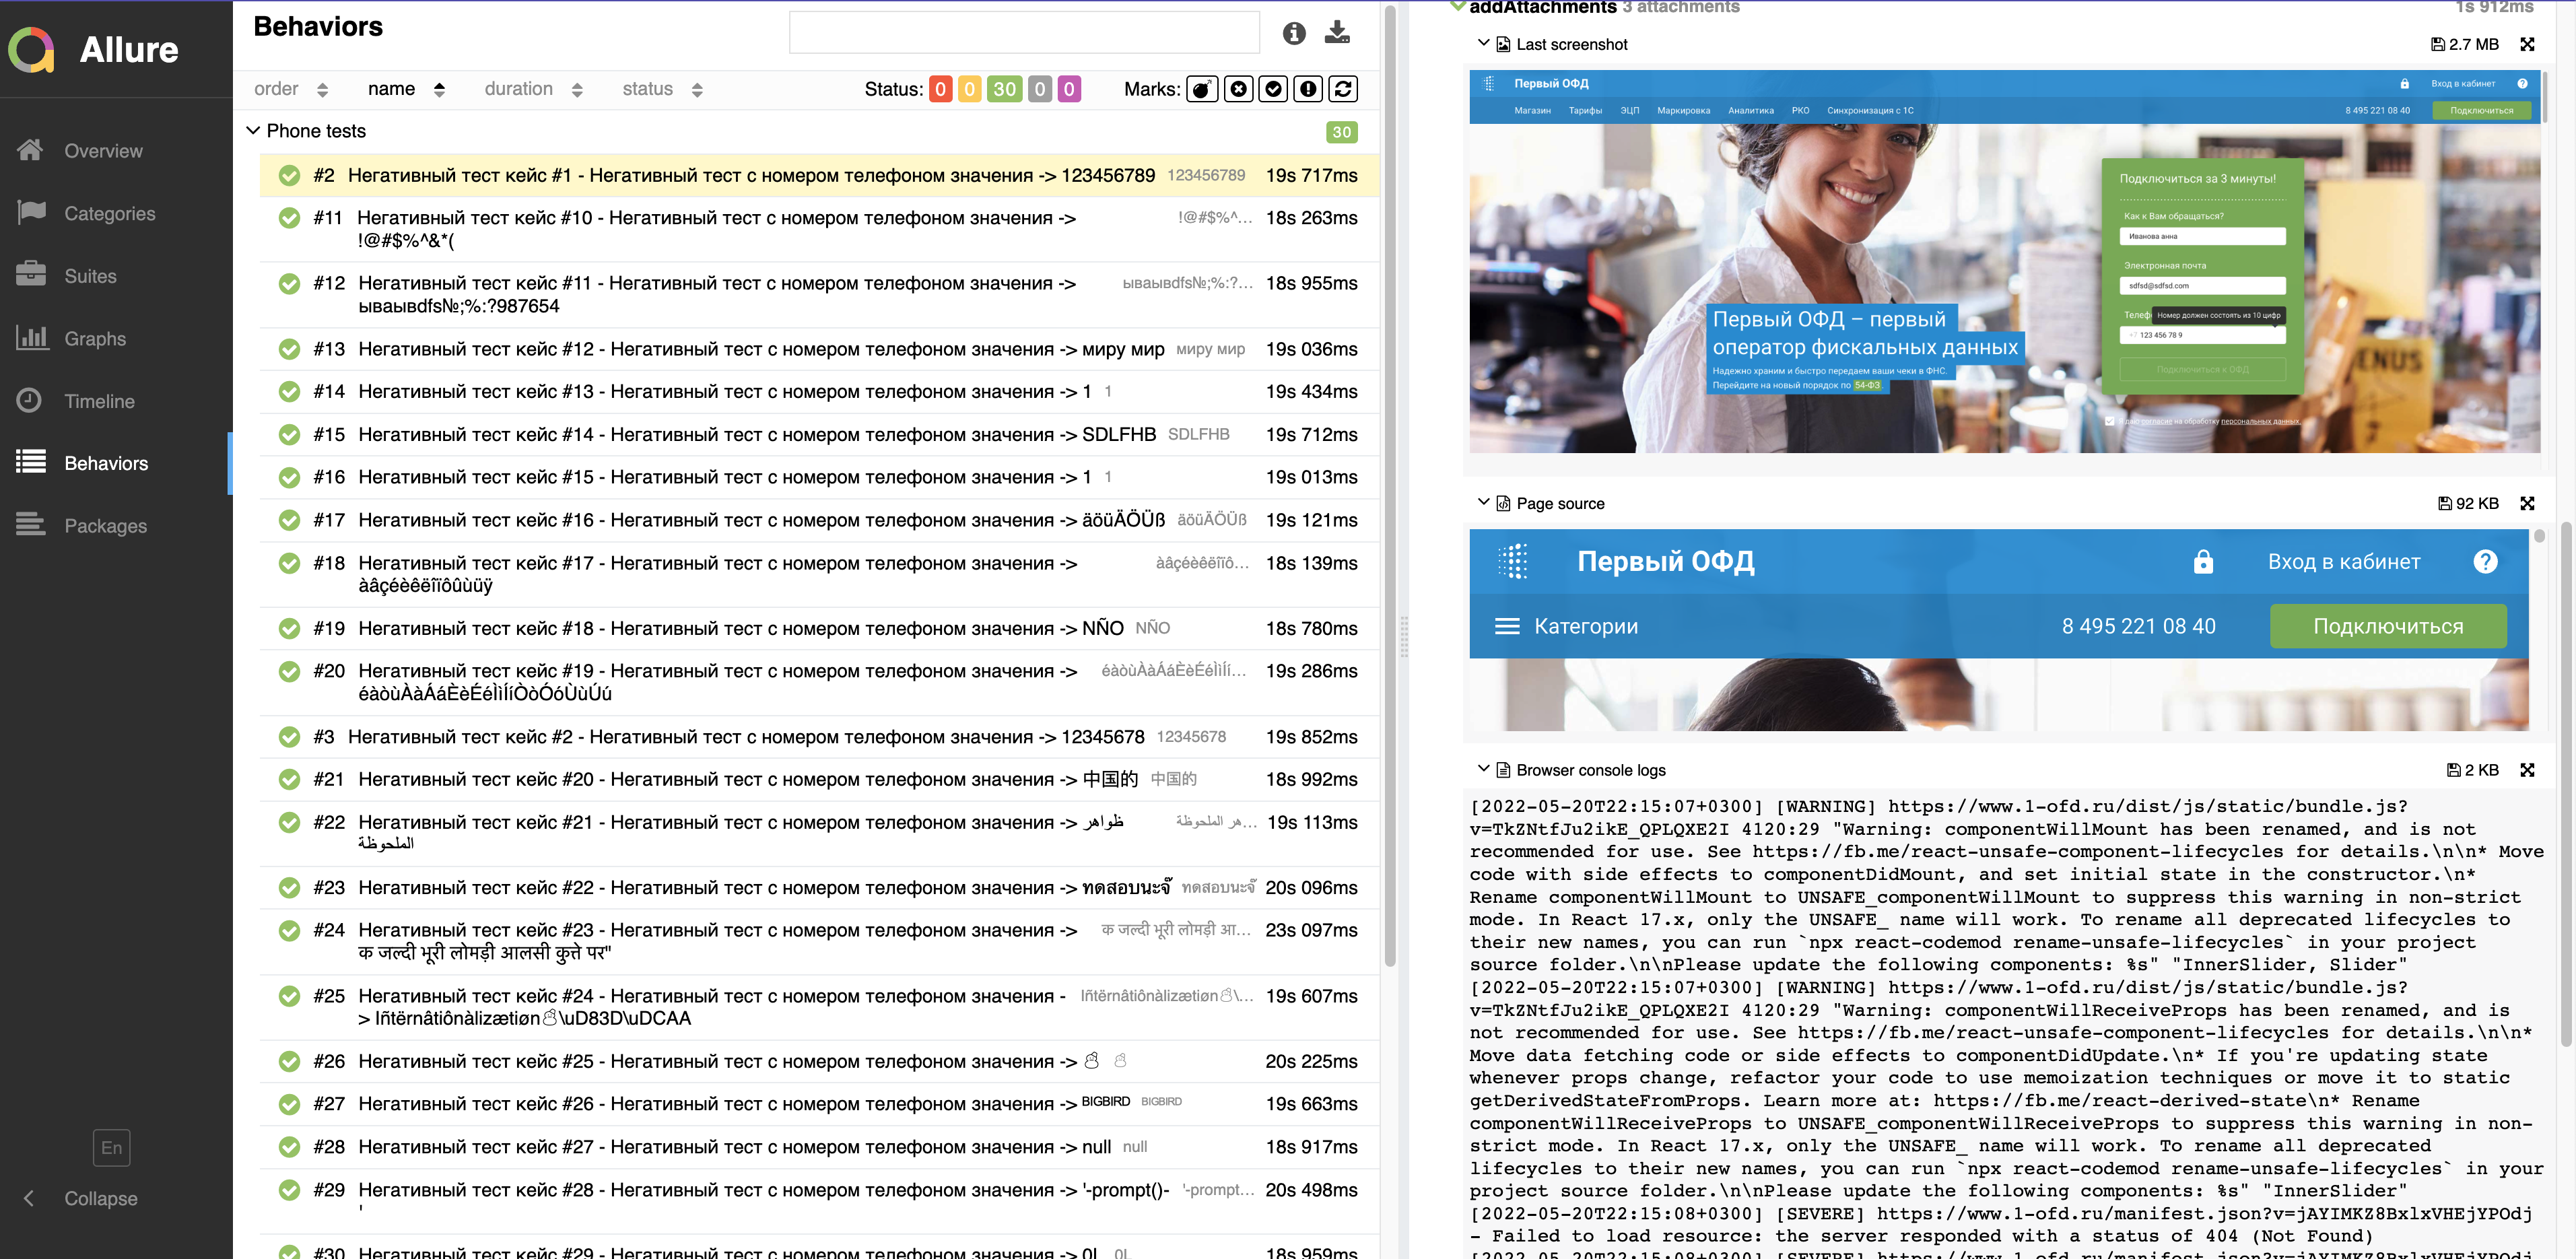 Allure
Overview
Categories
Suites
Graphs
Timeline
Behaviors
Packages
En
Collapse
Behaviors
order name duration status Status: 0 0 30 0 0 Marks:
Phone tests 30
#2 Негативный тест кейс #1 - Негативный тест с номером телефоном значения -> 123456789 123456789 19s 717ms
#11 Негативный тест кейс #10 - Негативный тест с номером телефоном значения -> !@#$%^… 18s 263ms
!@#$%^&*(
#12 Негативный тест кейс #11 - Негативный тест с номером телефоном значения -> ываывdfs№;%:?… 18s 955ms
ываывdfs№;%:?987654
#13 Негативный тест кейс #12 - Негативный тест с номером телефоном значения -> миру мир миру мир 19s 036ms
#14 Негативный тест кейс #13 - Негативный тест с номером телефоном значения -> 1 1 19s 434ms
#15 Негативный тест кейс #14 - Негативный тест с номером телефоном значения -> SDLFHB SDLFHB 19s 712ms
#16 Негативный тест кейс #15 - Негативный тест с номером телефоном значения -> 1 1 19s 013ms
#17 Негативный тест кейс #16 - Негативный тест с номером телефоном значения -> äöüÄÖÜß äöüÄÖÜß 19s 121ms
#18 Негативный тест кейс #17 - Негативный тест с номером телефоном значения -> àâçéèêëîïô… 18s 139ms
àâçéèêëîïôûùüÿ
#19 Негативный тест кейс #18 - Негативный тест с номером телефоном значения -> NÑO NÑO 18s 780ms
#20 Негативный тест кейс #19 - Негативный тест с номером телефоном значения -> éàòùÀàÁáÈèÉéÌìÍí… 19s 286ms
éàòùÀàÁáÈèÉéÌìÍíÒòÓóÙùÚú
#3 Негативный тест кейс #2 - Негативный тест с номером телефоном значения -> 12345678 12345678 19s 852ms
#21 Негативный тест кейс #20 - Негативный тест с номером телефоном значения -> 中国的 中国的 18s 992ms
#22 Негативный тест кейс #21 - Негативный тест с номером телефоном значения -> ظواهر هر الملحوظة… 19s 113ms
الملحوظة
#23 Негативный тест кейс #22 - Негативный тест с номером телефоном значения -> ทดสอบนะจ๊ ทดสอบนะจ๊ 20s 096ms
#24 Негативный тест кейс #23 - Негативный тест с номером телефоном значения -> क जल्दी भूरी लोमड़ी आ… 23s 097ms
क जल्दी भूरी लोमड़ी आलसी कुत्ते पर"
#25 Негативный тест кейс #24 - Негативный тест с номером телефоном значения - Iñtërnâtiônàlizætiøn☃\… 19s 607ms
> Iñtërnâtiônàlizætiøn☃\uD83D\uDCAA
#26 Негативный тест кейс #25 - Негативный тест с номером телефоном значения -> ☃ ☃ 20s 225ms
#27 Негативный тест кейс #26 - Негативный тест с номером телефоном значения -> ᴮᴵᴳᴮᴵᴿᴰ ᴮᴵᴳᴮᴵᴿᴰ 19s 663ms
#28 Негативный тест кейс #27 - Негативный тест с номером телефоном значения -> null null 18s 917ms
#29 Негативный тест кейс #28 - Негативный тест с номером телефоном значения -> '-prompt()- '-prompt… 20s 498ms
'
#30 Негативный тест кейс #29 - Негативный тест с номером телефоном значения -> 0L 0L 18s 959ms
addAttachments 3 attachments 1s 912ms
Last screenshot 2.7 MB
Первый ОФД Вход в кабинет ?
Магазин Тарифы ЭЦП Маркировка Аналитика РКО Синхронизация с 1С 8 495 221 08 40 Подключиться
Подключиться за 3 минуты!
Как к Вам обращаться?
Иванова анна
Электронная почта
sdfsd@sdfsd.com
Телеф Номер должен состоять из 10 цифр
+7 123 456 78 9
Подключиться к ОФД
Я даю согласие на обработку персональных данных.
Первый ОФД – первый
оператор фискальных данных
Надежно храним и быстро передаем ваши чеки в ФНС.
Перейдите на новый порядок по 54-ФЗ
Page source 92 KB
Первый ОФД Вход в кабинет ?
Категории 8 495 221 08 40 Подключиться
Browser console logs 2 KB
[2022-05-20T22:15:07+0300] [WARNING] https://www.1-ofd.ru/dist/js/static/bundle.js?
v=TkZNtfJu2ikE_QPLQXE2I 4120:29 "Warning: componentWillMount has been renamed, and is not
recommended for use. See https://fb.me/react-unsafe-component-lifecycles for details.\n\n* Move
code with side effects to componentDidMount, and set initial state in the constructor.\n*
Rename componentWillMount to UNSAFE_componentWillMount to suppress this warning in non-strict
mode. In React 17.x, only the UNSAFE_ name will work. To rename all deprecated lifecycles to
their new names, you can run `npx react-codemod rename-unsafe-lifecycles` in your project
source folder.\n\nPlease update the following components: %s" "InnerSlider, Slider"
[2022-05-20T22:15:07+0300] [WARNING] https://www.1-ofd.ru/dist/js/static/bundle.js?
v=TkZNtfJu2ikE_QPLQXE2I 4120:29 "Warning: componentWillReceiveProps has been renamed, and is
not recommended for use. See https://fb.me/react-unsafe-component-lifecycles for details.\n\n*
Move data fetching code or side effects to componentDidUpdate.\n* If you're updating state
whenever props change, refactor your code to use memoization techniques or move it to static
getDerivedStateFromProps. Learn more at: https://fb.me/react-derived-state\n* Rename
componentWillReceiveProps to UNSAFE_componentWillReceiveProps to suppress this warning in non-
strict mode. In React 17.x, only the UNSAFE_ name will work. To rename all deprecated
lifecycles to their new names, you can run `npx react-codemod rename-unsafe-lifecycles` in your
project source folder.\n\nPlease update the following components: %s" "InnerSlider"
[2022-05-20T22:15:08+0300] [SEVERE] https://www.1-ofd.ru/manifest.json?v=jAYIMKZ8BxlxVHEjYPOdj
- Failed to load resource: the server responded with a status of 404 (Not Found)
[2022-05-20T22:15:08+0300] [SEVERE] https://www.1-ofd.ru/manifest.json?v=jAYIMKZ8BxlxVHEjYPOdj